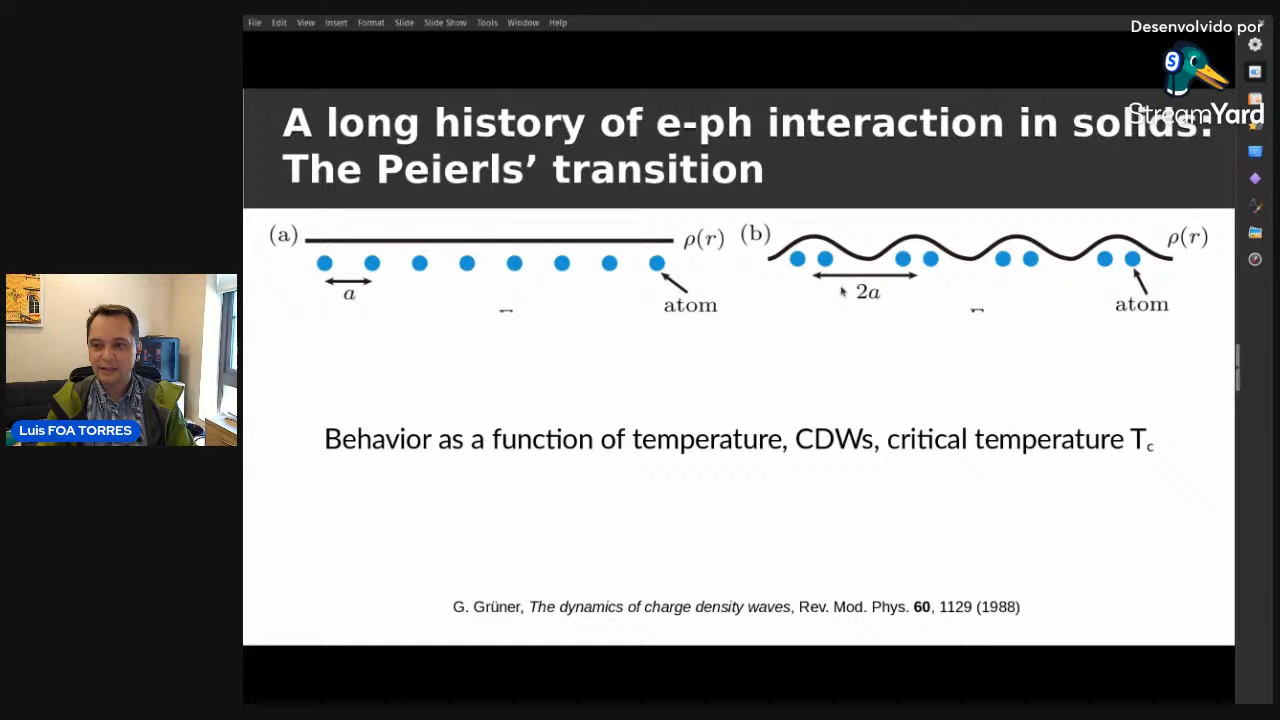 File Edit View Insert Format Slide Slide Show Tools Window Help
Desenvolvido por
S
StreamYard
A long history of e-ph interaction in solids:
The Peierls’ transition
(a)
ρ(r)
a
atom
(b)
ρ(r)
2a
atom
Luis FOA TORRES
Behavior as a function of temperature, CDWs, critical temperature Tc
G. Grüner, The dynamics of charge density waves, Rev. Mod. Phys. 60, 1129 (1988)